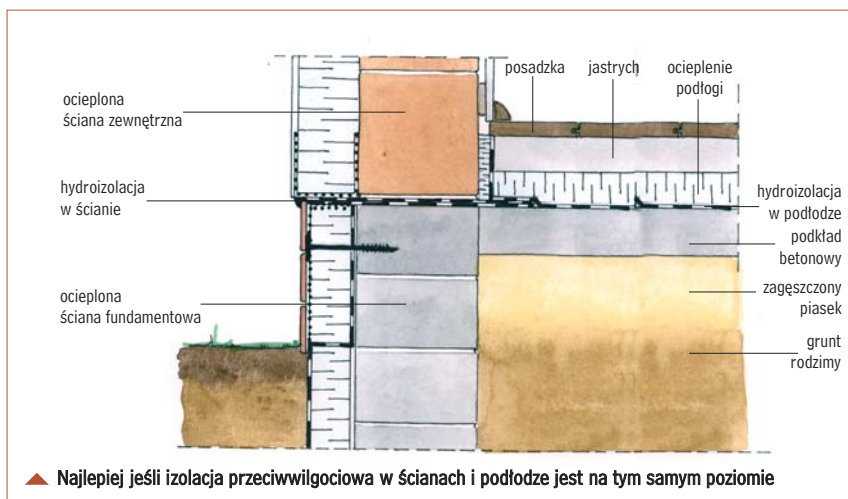 posadzka
jastrych
ocieplenie
podłogi
ocieplona
ściana zewnętrzna
hydroizolacja
w ścianie
hydroizolacja
w podłodze
podkład
betonowy
ocieplona
ściana fundamentowa
zagęszczony
piasek
grunt
rodzimy
Najlepiej jeśli izolacja przeciwwilgociowa w ścianach i podłodze jest na tym samym poziomie